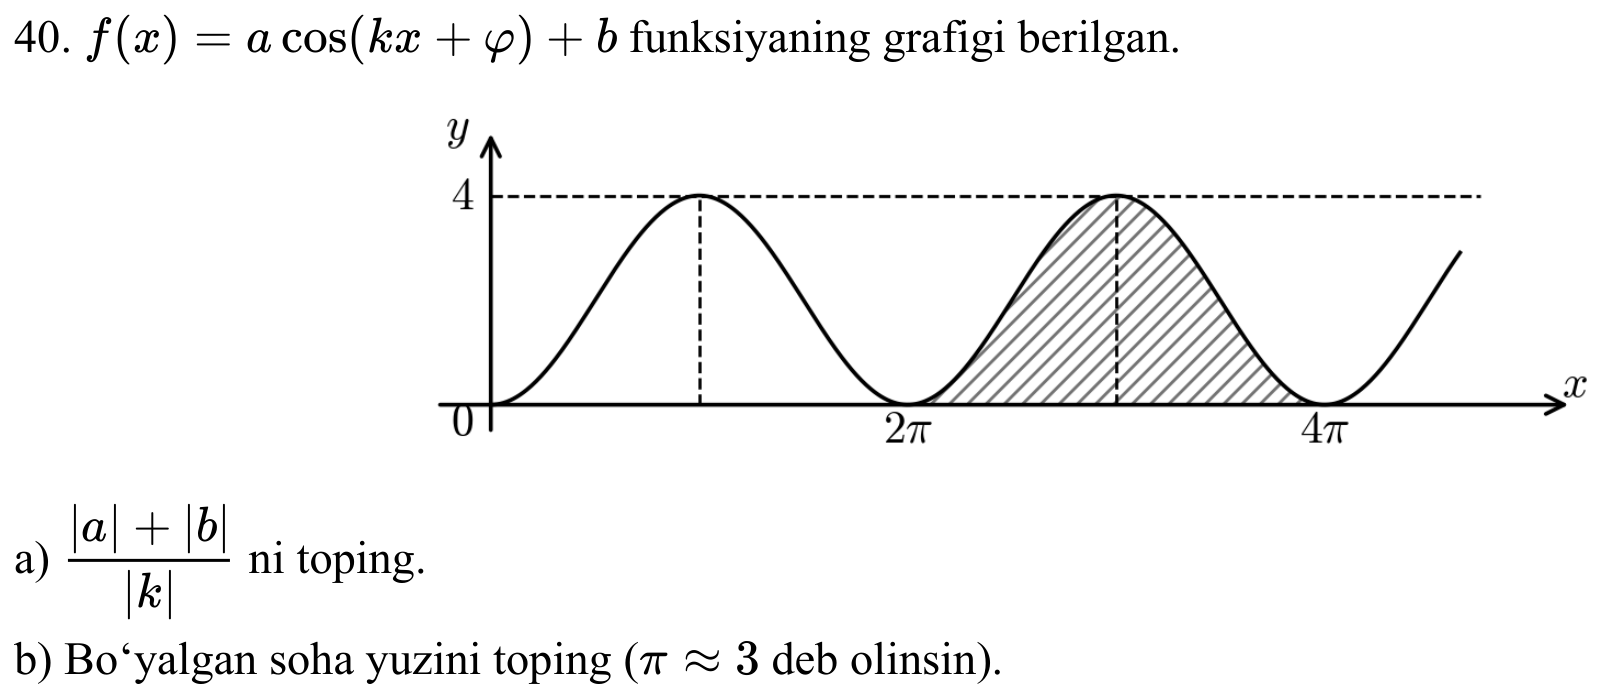 40. f(x) = a cos(kx + φ) + b funksiyaning grafigi berilgan.
y
4
0
2π
4π
x
a) (|a| + |b|)/|k| ni toping.
b) Bo‘yalgan soha yuzini toping (π ≈ 3 deb olinsin).